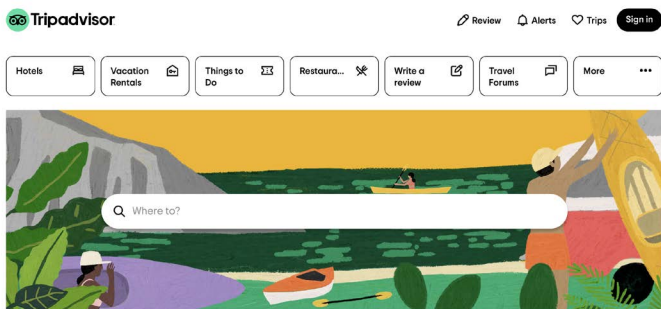 Tripadvisor
Review
Alerts
Trips
Sign in
Hotels
Vacation
Rentals
Things to
Do
Restaura...
Write a
review
Travel
Forums
More
Where to?